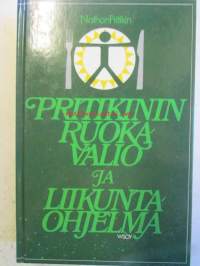 Nathan Pritikin
PRITIKININ
RUOKA
VALIO
JA
LIIKUNTA
OHJELMA
WSOY